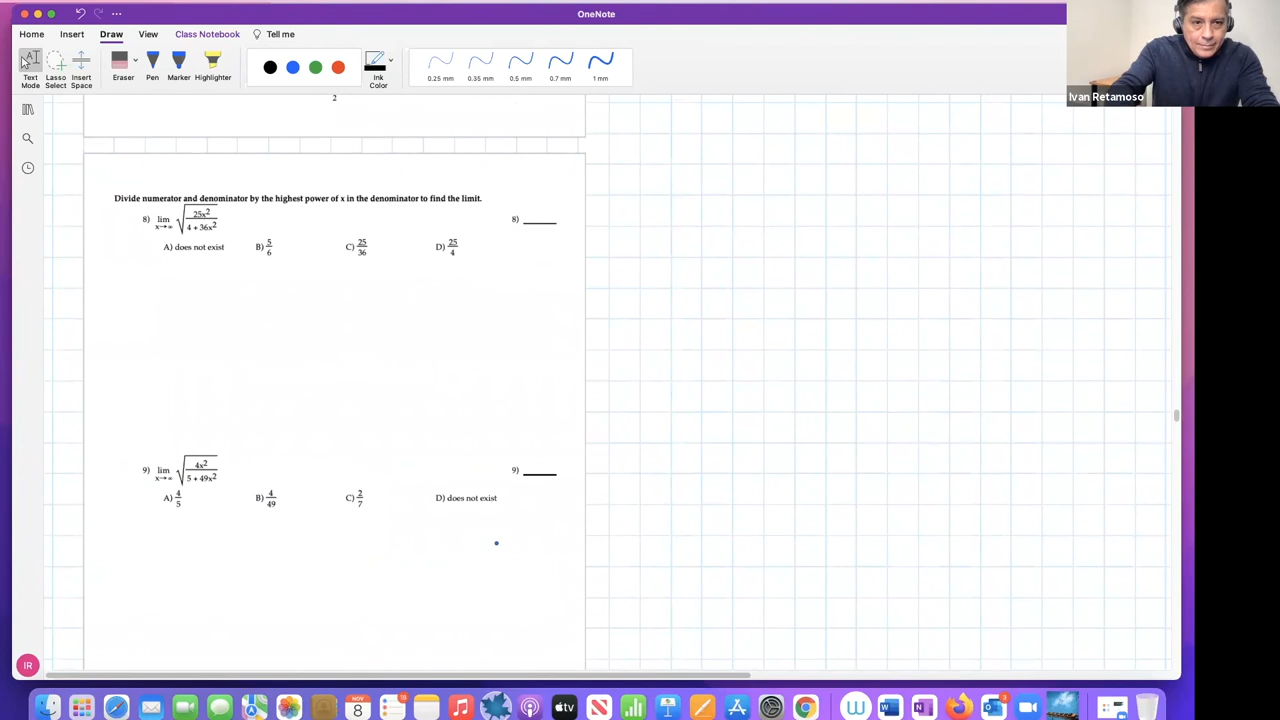 OneNote
Home Insert Draw View Class Notebook Tell me
Text Mode Lasso Select Insert Space Eraser Pen Marker Highlighter Ink Color 0.25 mm 0.35 mm 0.5 mm 0.7 mm 1 mm
Ivan Retamoso
2
Divide numerator and denominator by the highest power of x in the denominator to find the limit.
8) lim x→∞ √(25x² / (4 + 36x²)) 8) ______
A) does not exist B) 5/6 C) 25/36 D) 25/4
9) lim x→∞ √(4x² / (5 + 49x²)) 9) ______
A) 4/5 B) 4/49 C) 2/7 D) does not exist
IR
NOV 8
tv